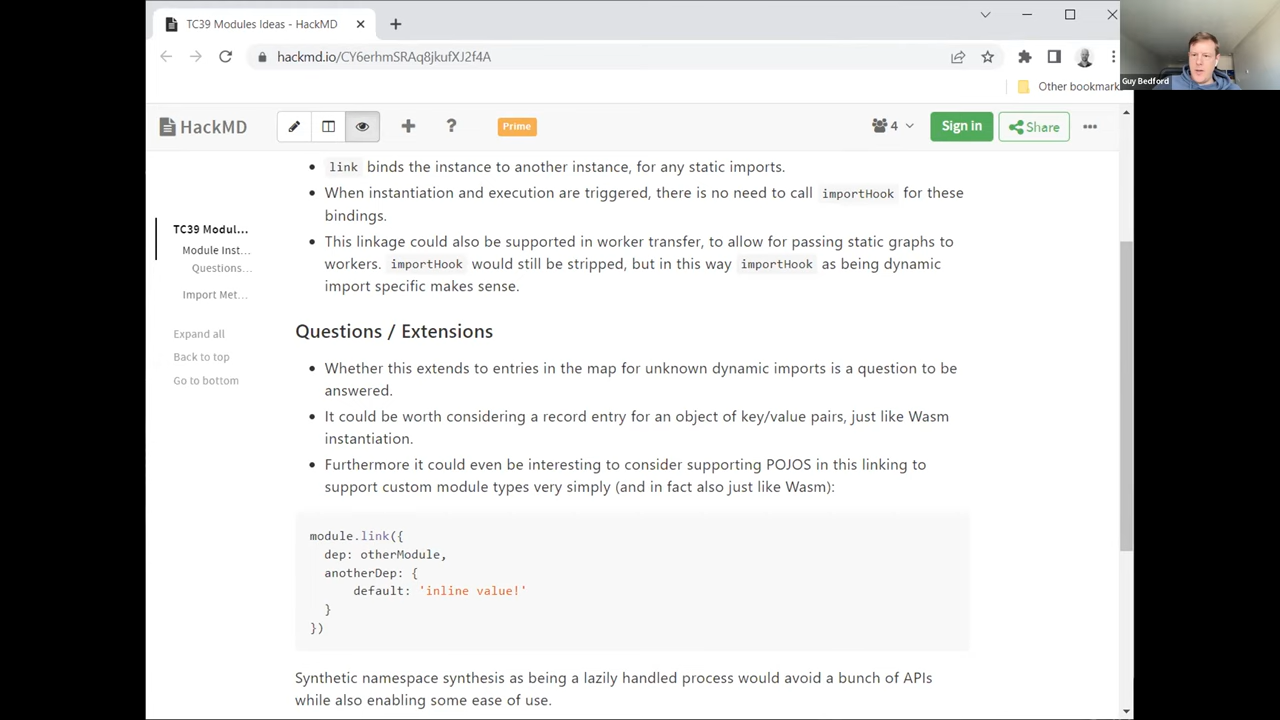 TC39 Modules Ideas - HackMD
hackmd.io/CY6erhmSRAq8jkufXJ2f4A
Guy Bedford
Other bookmark
HackMD
Prime
4
Sign in
Share
TC39 Modul...
Module Inst...
Questions...
Import Met...
Expand all
Back to top
Go to bottom
link binds the instance to another instance, for any static imports.
When instantiation and execution are triggered, there is no need to call importHook for these
bindings.
This linkage could also be supported in worker transfer, to allow for passing static graphs to
workers. importHook would still be stripped, but in this way importHook as being dynamic
import specific makes sense.
Questions / Extensions
Whether this extends to entries in the map for unknown dynamic imports is a question to be
answered.
It could be worth considering a record entry for an object of key/value pairs, just like Wasm
instantiation.
Furthermore it could even be interesting to consider supporting POJOS in this linking to
support custom module types very simply (and in fact also just like Wasm):
module.link({
dep: otherModule,
anotherDep: {
default: 'inline value!'
}
})
Synthetic namespace synthesis as being a lazily handled process would avoid a bunch of APIs
while also enabling some ease of use.